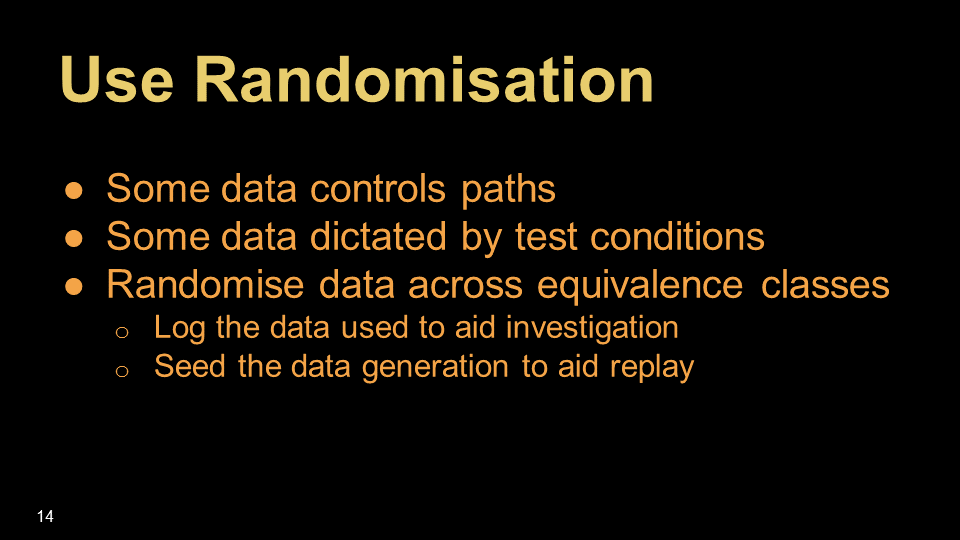 Use Randomisation
● Some data controls paths
● Some data dictated by test conditions
● Randomise data across equivalence classes
o Log the data used to aid investigation
o Seed the data generation to aid replay
14